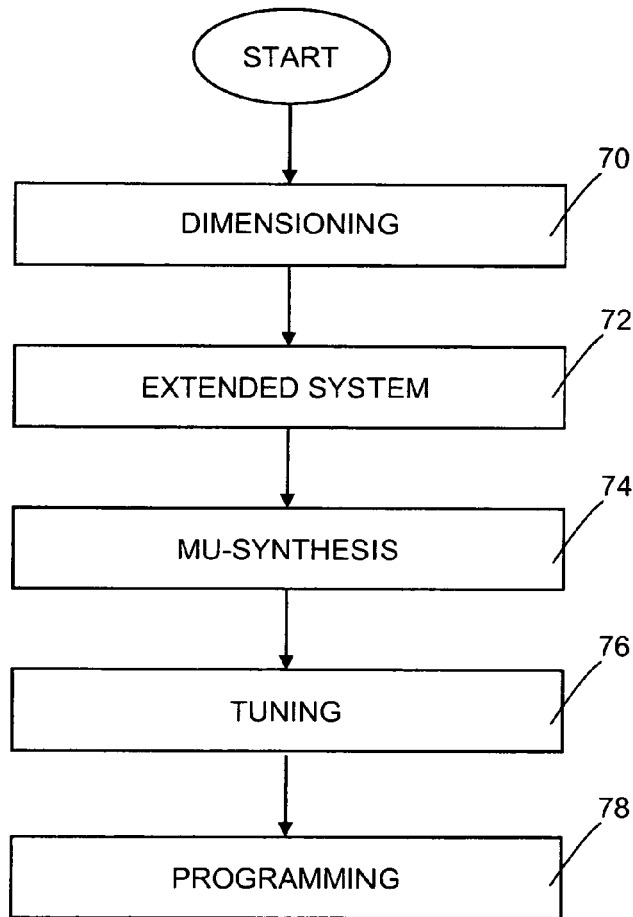 START
70
DIMENSIONING
72
EXTENDED SYSTEM
74
MU-SYNTHESIS
76
TUNING
78
PROGRAMMING